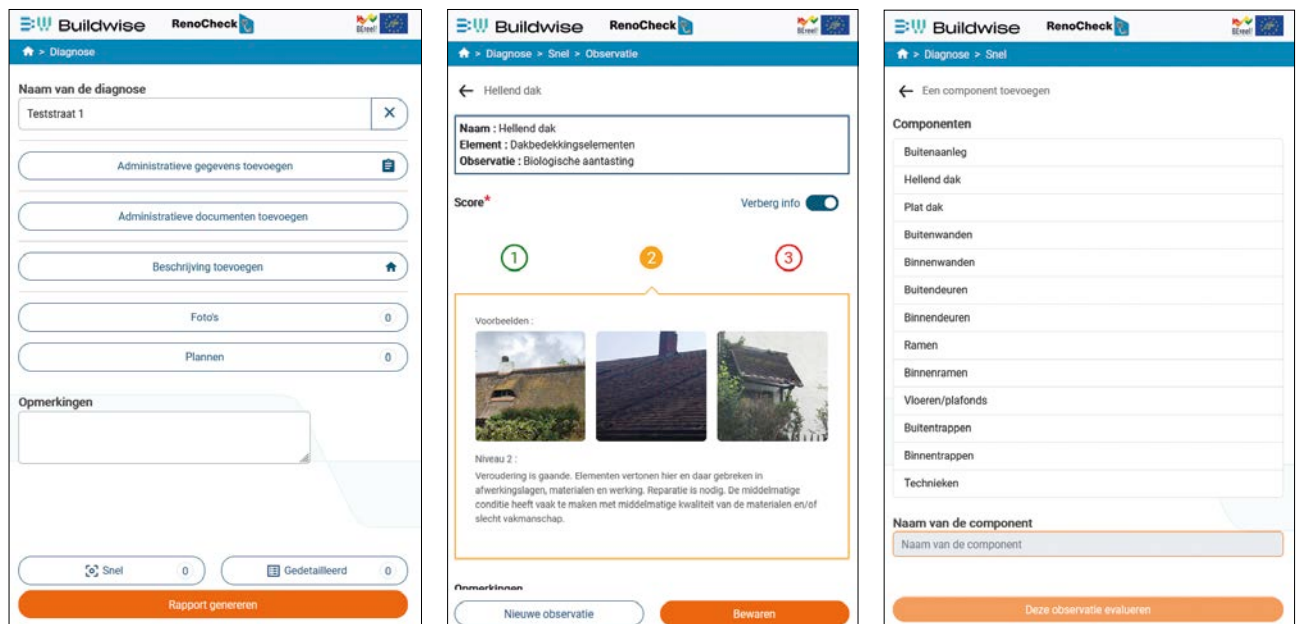 Buildwise RenoCheck BEreel!
> Diagnose
Naam van de diagnose
Teststraat 1
Administratieve gegevens toevoegen
Administratieve documenten toevoegen
Beschrijving toevoegen
Foto's 0
Plannen 0
Opmerkingen
Snel 0 Gedetailleerd 0
Rapport genereren
Buildwise RenoCheck BEreel!
> Diagnose > Snel > Observatie
Hellend dak
Naam : Hellend dak
Element : Dakbedekkingselementen
Observatie : Biologische aantasting
Score* Verberg info
1 2 3
Voorbeelden :
Niveau 2 :
Veroudering is gaande. Elementen vertonen hier en daar gebreken in
afwerkingslagen, materialen en werking. Reparatie is nodig. De middelmatige
conditie heeft vaak te maken met middelmatige kwaliteit van de materialen en/of
slecht vakmanschap.
Opmerkingen
Nieuwe observatie Bewaren
Buildwise RenoCheck BEreel!
> Diagnose > Snel
Een component toevoegen
Componenten
Buitenaanleg
Hellend dak
Plat dak
Buitenwanden
Binnenwanden
Buitendeuren
Binnendeuren
Ramen
Binnenramen
Vloeren/plafonds
Buitentrappen
Binnentrappen
Technieken
Naam van de component
Naam van de component
Deze observatie evalueren